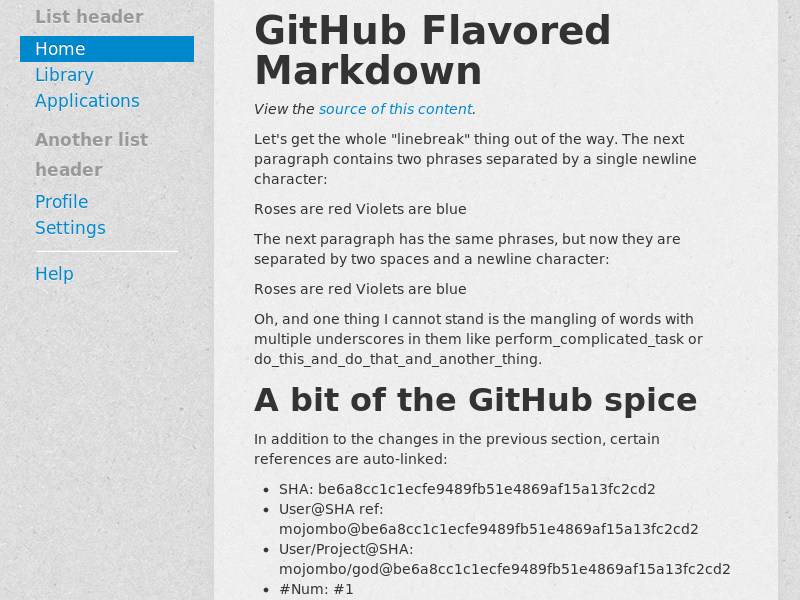 List header
Home
Library
Applications
Another list
header
Profile
Settings
Help
GitHub Flavored
Markdown
View the source of this content.
Let's get the whole "linebreak" thing out of the way. The next
paragraph contains two phrases separated by a single newline
character:
Roses are red Violets are blue
The next paragraph has the same phrases, but now they are
separated by two spaces and a newline character:
Roses are red Violets are blue
Oh, and one thing I cannot stand is the mangling of words with
multiple underscores in them like perform_complicated_task or
do_this_and_do_that_and_another_thing.
A bit of the GitHub spice
In addition to the changes in the previous section, certain
references are auto-linked:
• SHA: be6a8cc1c1ecfe9489fb51e4869af15a13fc2cd2
• User@SHA ref:
mojombo@be6a8cc1c1ecfe9489fb51e4869af15a13fc2cd2
• User/Project@SHA:
mojombo/god@be6a8cc1c1ecfe9489fb51e4869af15a13fc2cd2
• #Num: #1